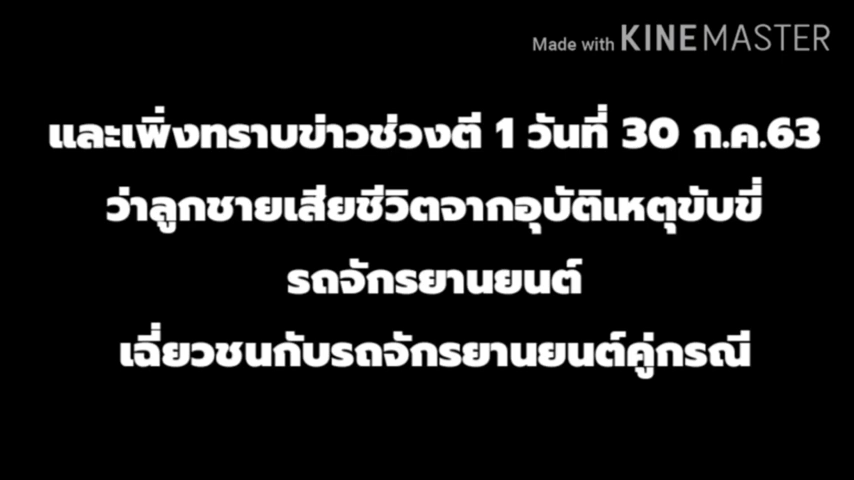 Made with KINEMASTER
และเพิ่งทราบข่าวช่วงตี 1 วันที่ 30 ก.ค.63
ว่าลูกชายเสียชีวิตจากอุบัติเหตุขับขี่
รถจักรยานยนต์
เฉี่ยวชนกับรถจักรยานยนต์คู่กรณี